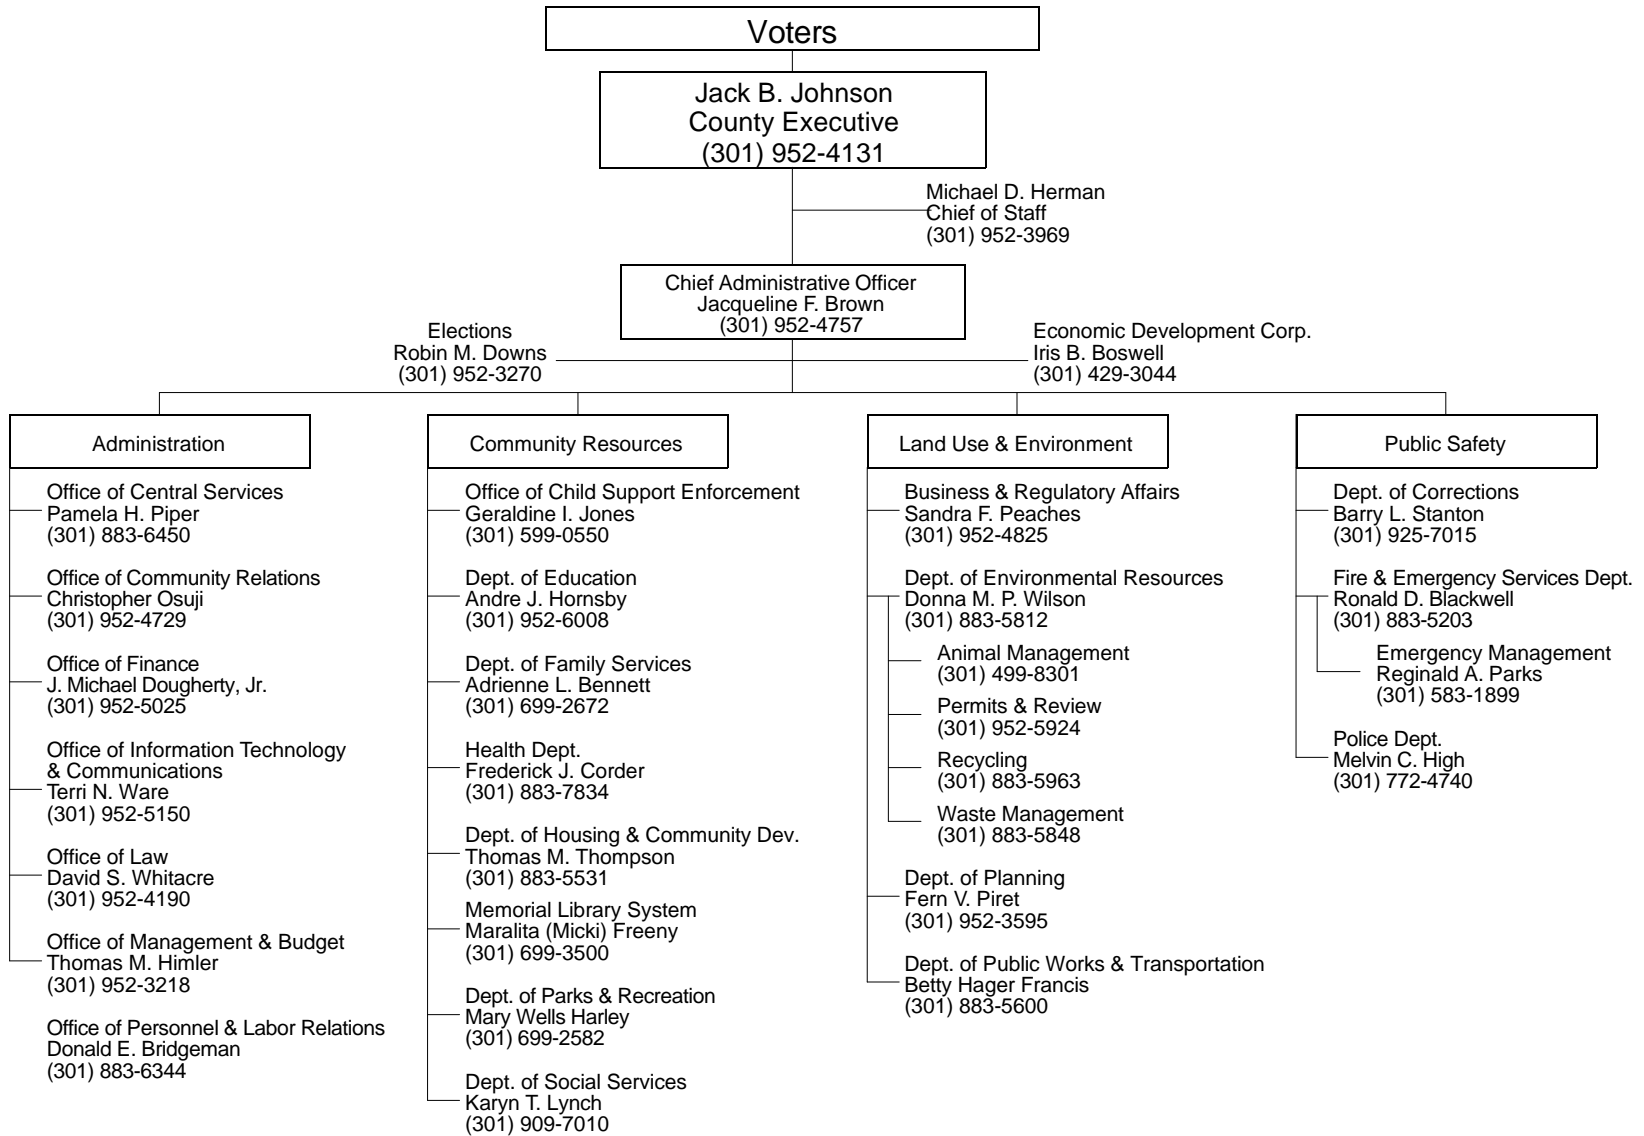 Voters
Jack B. Johnson
County Executive
(301) 952-4131
Michael D. Herman
Chief of Staff
(301) 952-3969
Chief Administrative Officer
Jacqueline F. Brown
(301) 952-4757
Elections
Robin M. Downs
(301) 952-3270
Economic Development Corp.
Iris B. Boswell
(301) 429-3044
Administration
Office of Central Services
Pamela H. Piper
(301) 883-6450
Office of Community Relations
Christopher Osuji
(301) 952-4729
Office of Finance
J. Michael Dougherty, Jr.
(301) 952-5025
Office of Information Technology
& Communications
Terri N. Ware
(301) 952-5150
Office of Law
David S. Whitacre
(301) 952-4190
Office of Management & Budget
Thomas M. Himler
(301) 952-3218
Office of Personnel & Labor Relations
Donald E. Bridgeman
(301) 883-6344
Community Resources
Office of Child Support Enforcement
Geraldine I. Jones
(301) 599-0550
Dept. of Education
Andre J. Hornsby
(301) 952-6008
Dept. of Family Services
Adrienne L. Bennett
(301) 699-2672
Health Dept.
Frederick J. Corder
(301) 883-7834
Dept. of Housing & Community Dev.
Thomas M. Thompson
(301) 883-5531
Memorial Library System
Maralita (Micki) Freeny
(301) 699-3500
Dept. of Parks & Recreation
Mary Wells Harley
(301) 699-2582
Dept. of Social Services
Karyn T. Lynch
(301) 909-7010
Land Use & Environment
Business & Regulatory Affairs
Sandra F. Peaches
(301) 952-4825
Dept. of Environmental Resources
Donna M. P. Wilson
(301) 883-5812
Animal Management
(301) 499-8301
Permits & Review
(301) 952-5924
Recycling
(301) 883-5963
Waste Management
(301) 883-5848
Dept. of Planning
Fern V. Piret
(301) 952-3595
Dept. of Public Works & Transportation
Betty Hager Francis
(301) 883-5600
Public Safety
Dept. of Corrections
Barry L. Stanton
(301) 925-7015
Fire & Emergency Services Dept.
Ronald D. Blackwell
(301) 883-5203
Emergency Management
Reginald A. Parks
(301) 583-1899
Police Dept.
Melvin C. High
(301) 772-4740